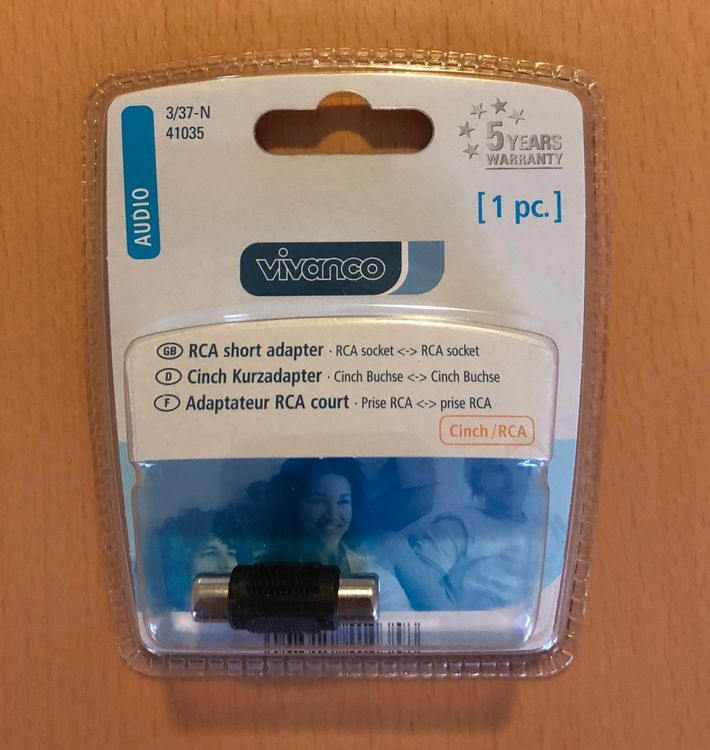 3/37-N
41035
AUDIO
5 YEARS
WARRANTY
[1 pc.]
vivanco
GB RCA short adapter · RCA socket <-> RCA socket
D Cinch Kurzadapter · Cinch Buchse <-> Cinch Buchse
F Adaptateur RCA court · Prise RCA <-> prise RCA
Cinch/RCA